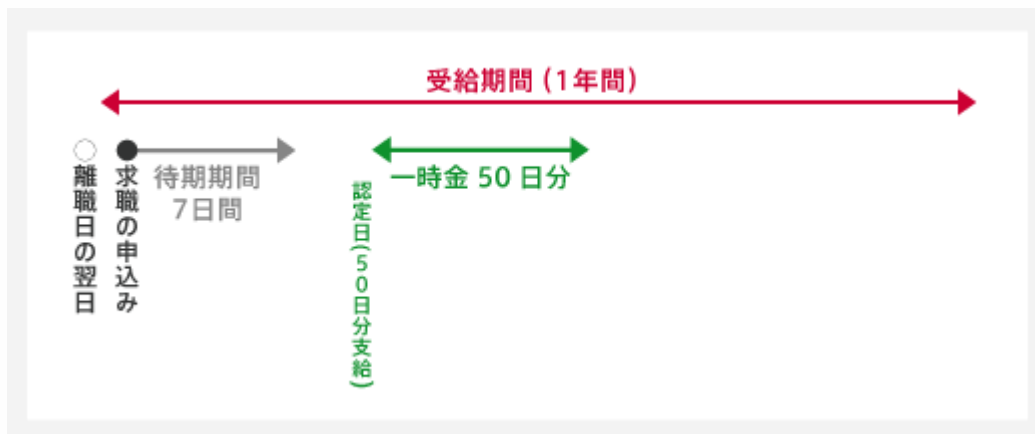 受給期間 (1年間)
離職日の翌日
求職の申込み
待期期間
7日間
認定日(50日分支給)
一時金 50 日分